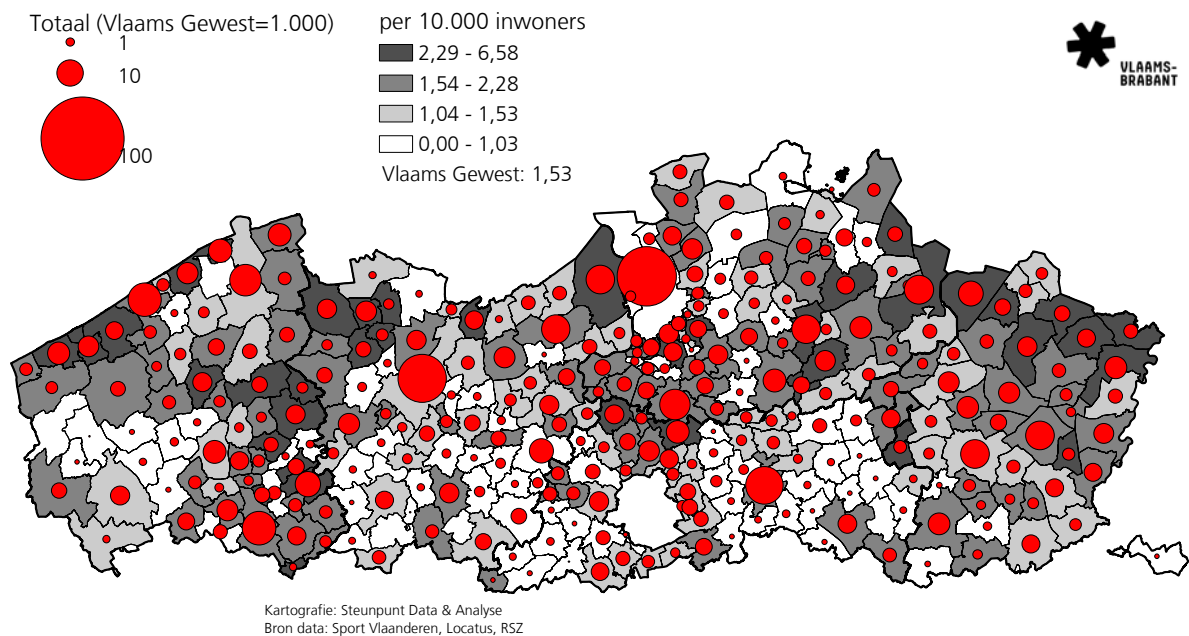 Totaal (Vlaams Gewest=1.000)
1
10
100
per 10.000 inwoners
2,29 - 6,58
1,54 - 2,28
1,04 - 1,53
0,00 - 1,03
Vlaams Gewest: 1,53
VLAAMS-
BRABANT
Kartografie: Steunpunt Data & Analyse
Bron data: Sport Vlaanderen, Locatus, RSZ